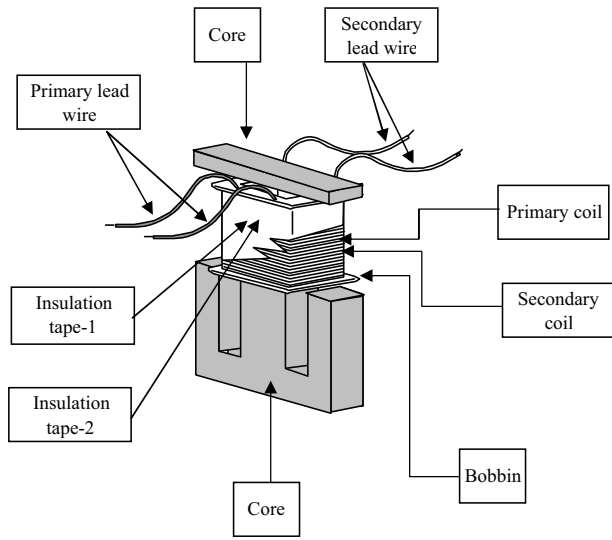 Core
Secondary
lead wire
Primary lead
wire
Primary coil
Secondary
coil
Insulation
tape-1
Insulation
tape-2
Bobbin
Core